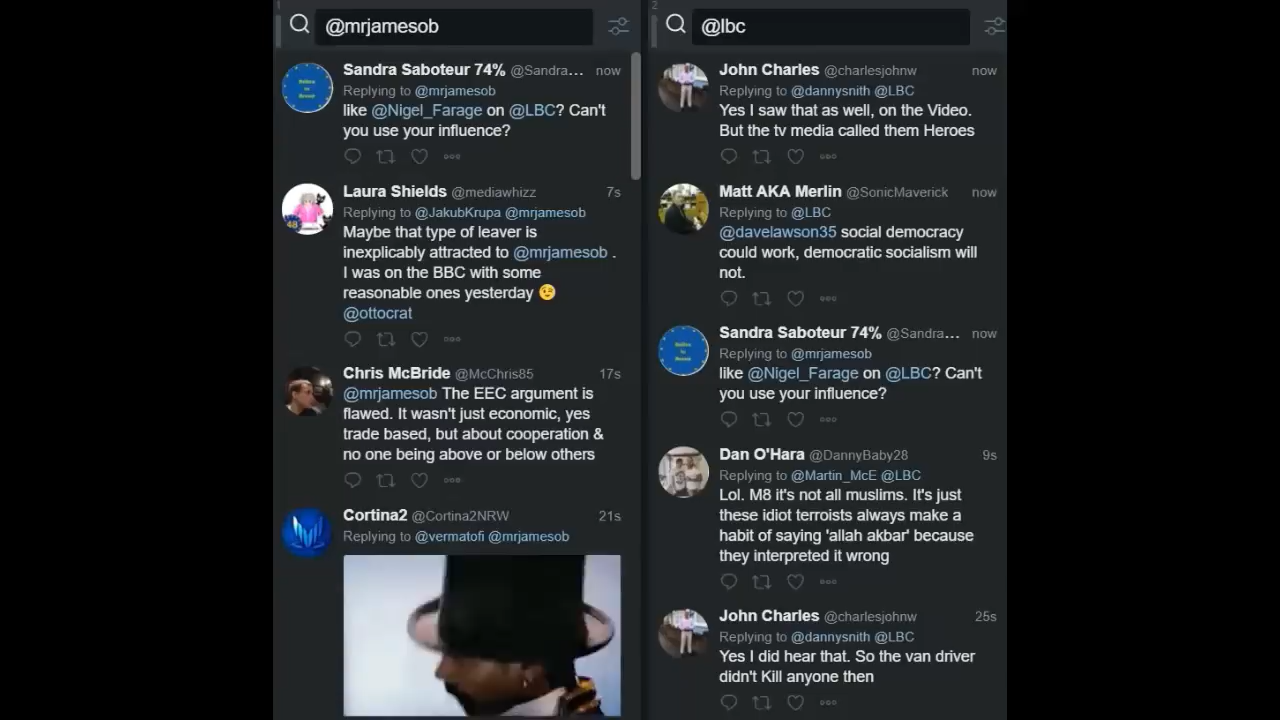 1
@mrjamesob
Sandra Saboteur 74% @Sandra... now
Replying to @mrjamesob
like @Nigel_Farage on @LBC? Can't
you use your influence?
Laura Shields @mediawhizz 7s
Replying to @JakubKrupa @mrjamesob
Maybe that type of leaver is
inexplicably attracted to @mrjamesob .
I was on the BBC with some
reasonable ones yesterday 😉
@ottocrat
48
Chris McBride @McChris85 17s
@mrjamesob The EEC argument is
flawed. It wasn't just economic, yes
trade based, but about cooperation &
no one being above or below others
Cortina2 @Cortina2NRW 21s
Replying to @vermatofi @mrjamesob
2
@lbc
John Charles @charlesjohnw now
Replying to @dannysnith @LBC
Yes I saw that as well, on the Video.
But the tv media called them Heroes
Matt AKA Merlin @SonicMaverick now
Replying to @LBC
@davelawson35 social democracy
could work, democratic socialism will
not.
Sandra Saboteur 74% @Sandra... now
Replying to @mrjamesob
like @Nigel_Farage on @LBC? Can't
you use your influence?
Dan O'Hara @DannyBaby28 9s
Replying to @Martin_McE @LBC
Lol. M8 it's not all muslims. It's just
these idiot terroists always make a
habit of saying 'allah akbar' because
they interpreted it wrong
John Charles @charlesjohnw 25s
Replying to @dannysnith @LBC
Yes I did hear that. So the van driver
didn't Kill anyone then